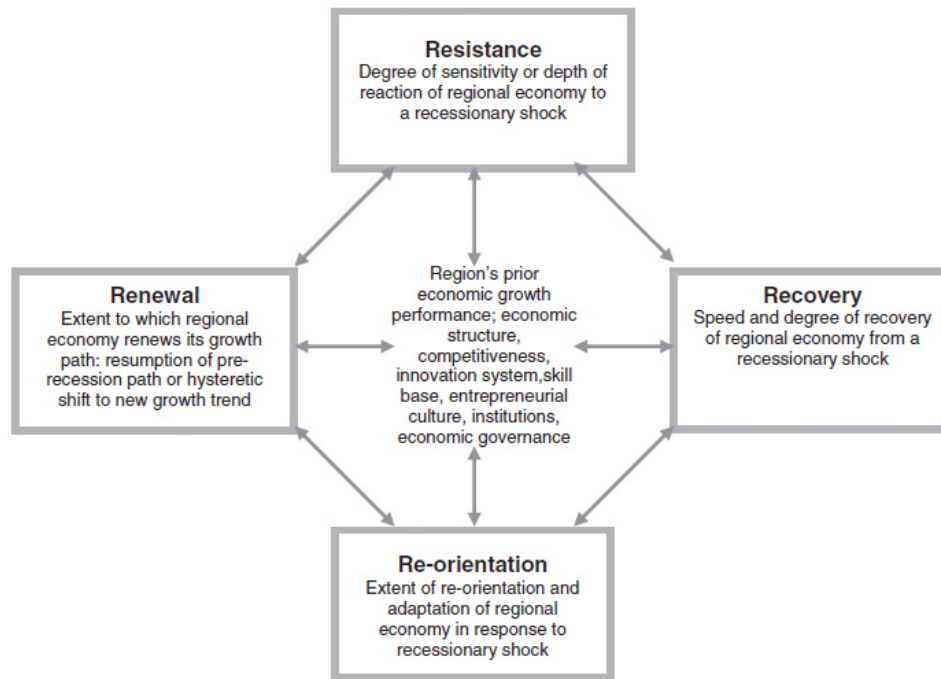 Resistance
Degree of sensitivity or depth of
reaction of regional economy to
a recessionary shock
Renewal
Extent to which regional
economy renews its growth
path: resumption of pre-
recession path or hysteretic
shift to new growth trend
Region's prior
economic growth
performance; economic
structure,
competitiveness,
innovation system,skill
base, entrepreneurial
culture, institutions,
economic governance
Recovery
Speed and degree of recovery
of regional economy from a
recessionary shock
Re-orientation
Extent of re-orientation and
adaptation of regional
economy in response to
recessionary shock